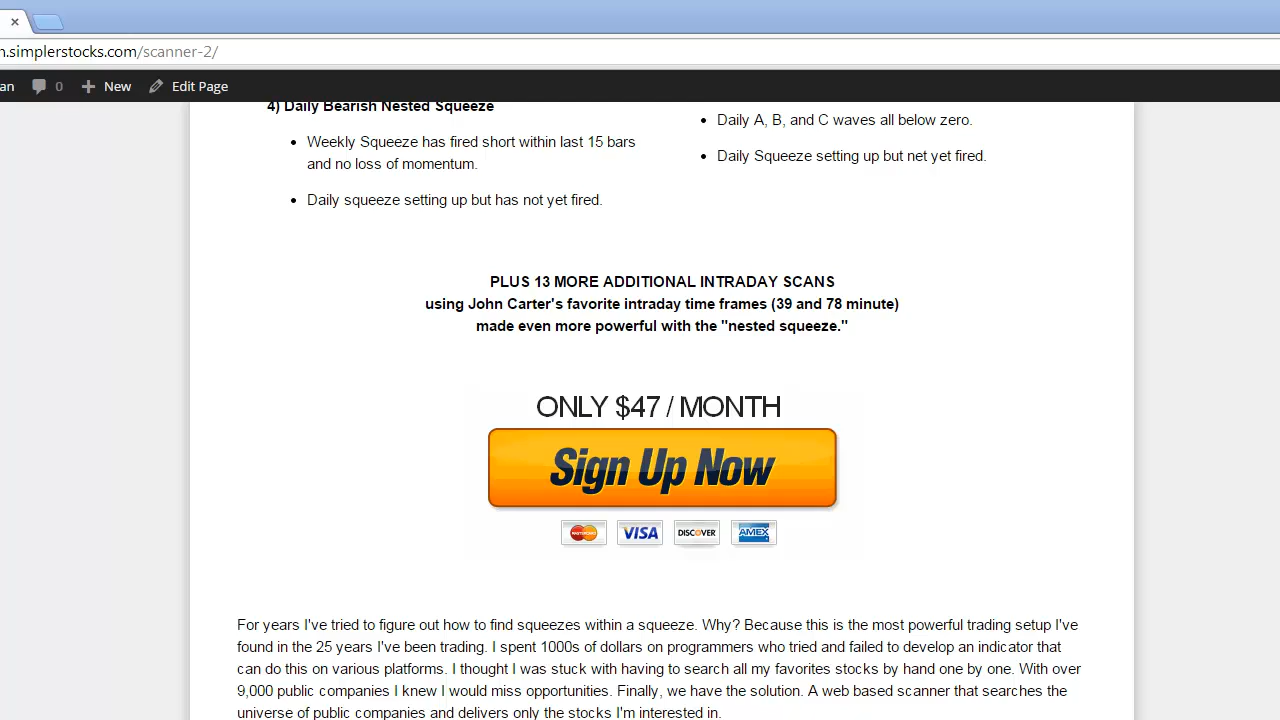 n.simplerstocks.com/scanner-2/
an 0 New Edit Page
4) Daily Bearish Nested Squeeze
• Weekly Squeeze has fired short within last 15 bars
and no loss of momentum.
• Daily squeeze setting up but has not yet fired.
• Daily A, B, and C waves all below zero.
• Daily Squeeze setting up but net yet fired.
PLUS 13 MORE ADDITIONAL INTRADAY SCANS
using John Carter's favorite intraday time frames (39 and 78 minute)
made even more powerful with the "nested squeeze."
ONLY $47 / MONTH
Sign Up Now
MASTERCARD VISA DISCOVER AMEX
For years I've tried to figure out how to find squeezes within a squeeze. Why? Because this is the most powerful trading setup I've
found in the 25 years I've been trading. I spent 1000s of dollars on programmers who tried and failed to develop an indicator that
can do this on various platforms. I thought I was stuck with having to search all my favorites stocks by hand one by one. With over
9,000 public companies I knew I would miss opportunities. Finally, we have the solution. A web based scanner that searches the
universe of public companies and delivers only the stocks I'm interested in.